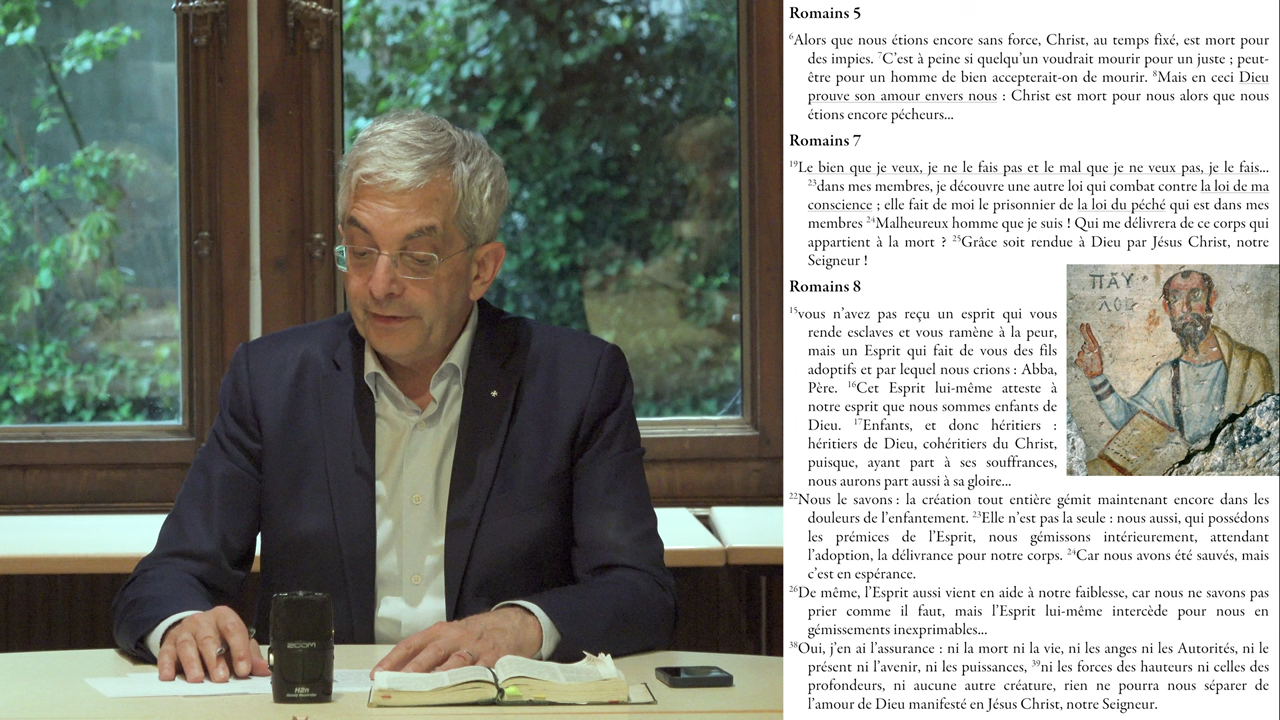 Romains 5
6Alors que nous étions encore sans force, Christ, au temps fixé, est mort pour
des impies. 7C'est à peine si quelqu'un voudrait mourir pour un juste ; peut-
être pour un homme de bien accepterait-on de mourir. 8Mais en ceci Dieu
prouve son amour envers nous : Christ est mort pour nous alors que nous
étions encore pécheurs...
Romains 7
19Le bien que je veux, je ne le fais pas et le mal que je ne veux pas, je le fais...
23dans mes membres, je découvre une autre loi qui combat contre la loi de ma
conscience ; elle fait de moi le prisonnier de la loi du péché qui est dans mes
membres 24Malheureux homme que je suis ! Qui me délivrera de ce corps qui
appartient à la mort ? 25Grâce soit rendue à Dieu par Jésus Christ, notre
Seigneur !
Romains 8
15vous n'avez pas reçu un esprit qui vous
rende esclaves et vous ramène à la peur,
mais un Esprit qui fait de vous des fils
adoptifs et par lequel nous crions : Abba,
Père. 16Cet Esprit lui-même atteste à
notre esprit que nous sommes enfants de
Dieu. 17Enfants, et donc héritiers :
héritiers de Dieu, cohéritiers du Christ,
puisque, ayant part à ses souffrances,
nous aurons part aussi à sa gloire...
22Nous le savons : la création tout entière gémit maintenant encore dans les
douleurs de l'enfantement. 23Elle n'est pas la seule : nous aussi, qui possédons
les prémices de l'Esprit, nous gémissons intérieurement, attendant
l'adoption, la délivrance pour notre corps. 24Car nous avons été sauvés, mais
c'est en espérance.
26De même, l'Esprit aussi vient en aide à notre faiblesse, car nous ne savons pas
prier comme il faut, mais l'Esprit lui-même intercède pour nous en
gémissements inexprimables...
38Oui, j'en ai l'assurance : ni la mort ni la vie, ni les anges ni les Autorités, ni le
présent ni l'avenir, ni les puissances, 39ni les forces des hauteurs ni celles des
profondeurs, ni aucune autre créature, rien ne pourra nous séparer de
l'amour de Dieu manifesté en Jésus Christ, notre Seigneur.
ΠΑΥ
ΛΟС
ZOOM
H2n